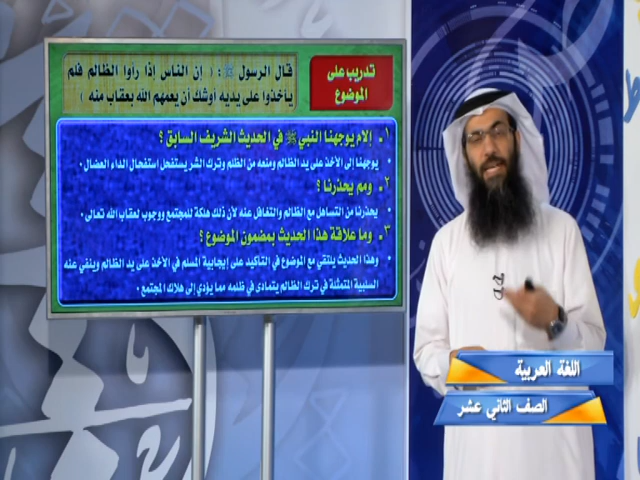 تدريب على
الموضوع
قال الرسول ﷺ : ( إن الناس إذا رأوا الظالم فلم
يأخذوا على يديه أوشك أن يعمهم الله بعقاب منه )
١. إلام يوجهنا النبي ﷺ في الحديث الشريف السابق ؟
• يوجهنا إلى الأخذ على يد الظالم ومنعه من الظلم وترك الشر يستفحل استفحال الداء العضال .
٢. ومم يحذرنا ؟
• يحذرنا من التساهل مع الظالم والتغافل عنه لأن ذلك هلكة للمجتمع ووجوب لعقاب الله تعالى .
٣. وما علاقة هذا الحديث بمضمون الموضوع ؟
• وهذا الحديث يلتقي مع الموضوع في التأكيد على إيجابية المسلم في الأخذ على يد الظالم وينفي عنه
السلبية المتمثلة في ترك الظالم يتمادى في ظلمه مما يؤدي إلى هلاك المجتمع .
اللغة العربية
الصف الثاني عشر